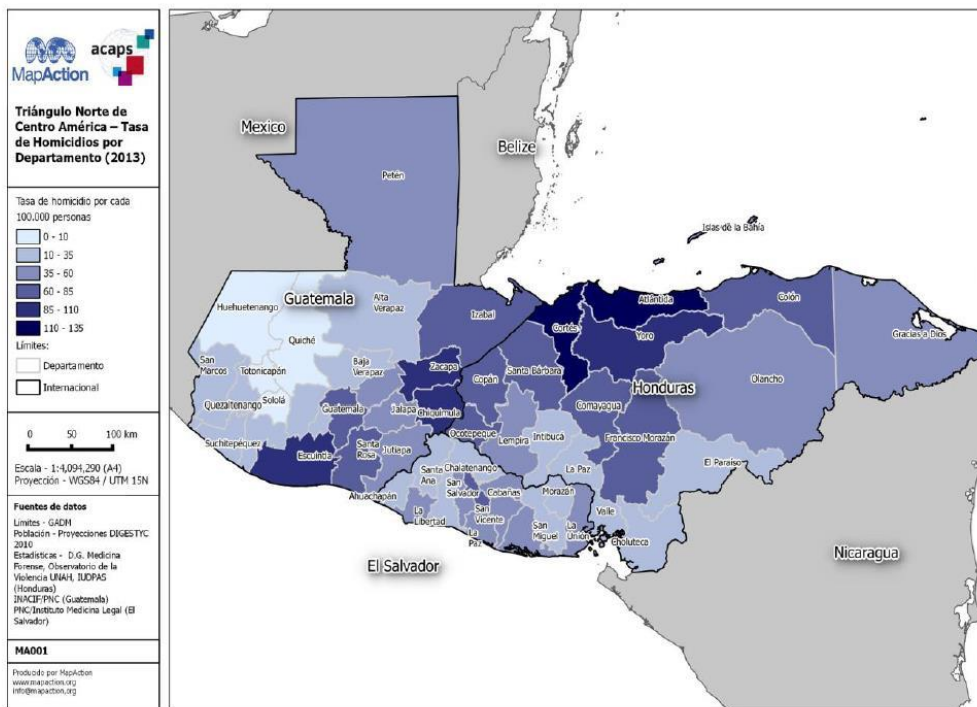 MapAction
acaps
Triángulo Norte de
Centro América – Tasa
de Homicidios por
Departamento (2013)
Tasa de homicidio por cada
100.000 personas
0 - 10
10 - 35
35 - 60
60 - 85
85 - 110
110 - 135
Límites:
Departamento
Internacional
0 50 100 km
Escala - 1:4,094,290 (A4)
Proyección - WGS84 / UTM 15N
Fuentes de datos
Límites - GADM
Población - Proyecciones DIGESTYC
2010
Estadísticas - D.G. Medicina
Forense, Observatorio de la
Violencia UNAH, IUDPAS
(Honduras)
INACIF/PNC (Guatemala)
PNC/Instituto Medicina Legal (El
Salvador)
MA001
Producido por MapAction
www.mapaction.org
info@mapaction.org
Mexico
Belize
Petén
Islas de la Bahía
Guatemala
Huehuetenango
Alta
Verapaz
Izabal
Atlántida
Colón
Cortés
Yoro
Gracias a Dios
Quiché
San
Marcos
Totonicapán
Baja
Verapaz
Zacapa
Copán
Santa Bárbara
Honduras
Olancho
Quezaltenango
Sololá
Guatemala
Jalapa
Chiquimula
Comayagua
Suchitepéquez
Escuintla
Santa
Rosa
Jutiapa
Ocotepeque
Lempira
Intibucá
Francisco Morazán
La Paz
El Paraíso
Santa
Ana
Chalatenango
Ahuachapán
San
Salvador
Cabañas
Morazán
Valle
La
Libertad
San
Vicente
La
Paz
San
Miguel
La
Unión
Choluteca
El Salvador
Nicaragua